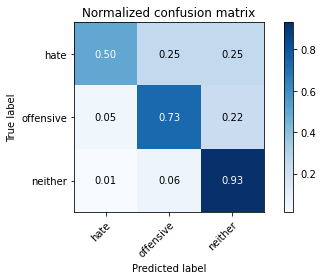 Normalized confusion matrix
True label
hate
0.50 0.25 0.25
offensive
0.05 0.73 0.22
neither
0.01 0.06 0.93
hate
offensive
neither
Predicted label
0.8
0.6
0.4
0.2